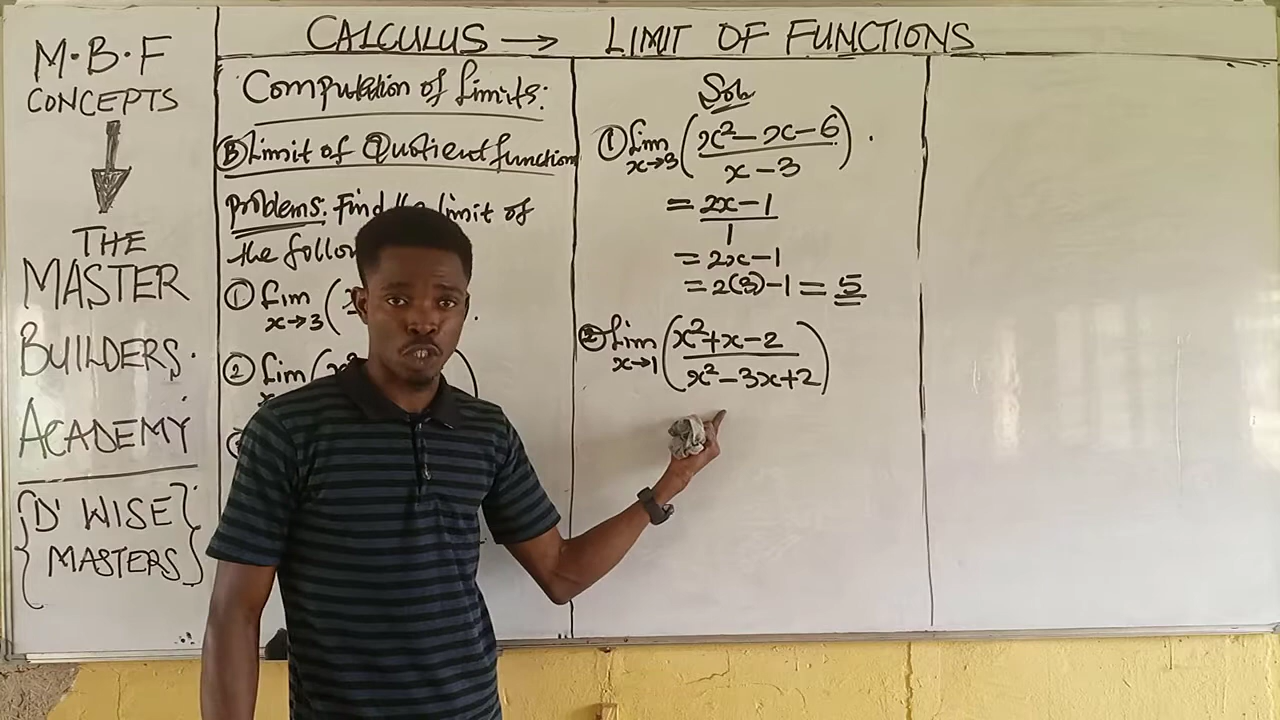 CALCULUS → LIMIT OF FUNCTIONS
M.B.F
CONCEPTS
THE
MASTER
BUILDERS.
ACADEMY
{D' WISE}
{MASTERS}
Computation of limits:
(B) Limit of Quotient function
problems: Find the limit of
the follow
① Lim
x→3
② Lim
Soln
① Lim (x² - x - 6)
x→3 x - 3
= 2x - 1
1
= 2x - 1
= 2(3) - 1 = 5
② Lim (x² + x - 2)
x→1 (x² - 3x + 2)